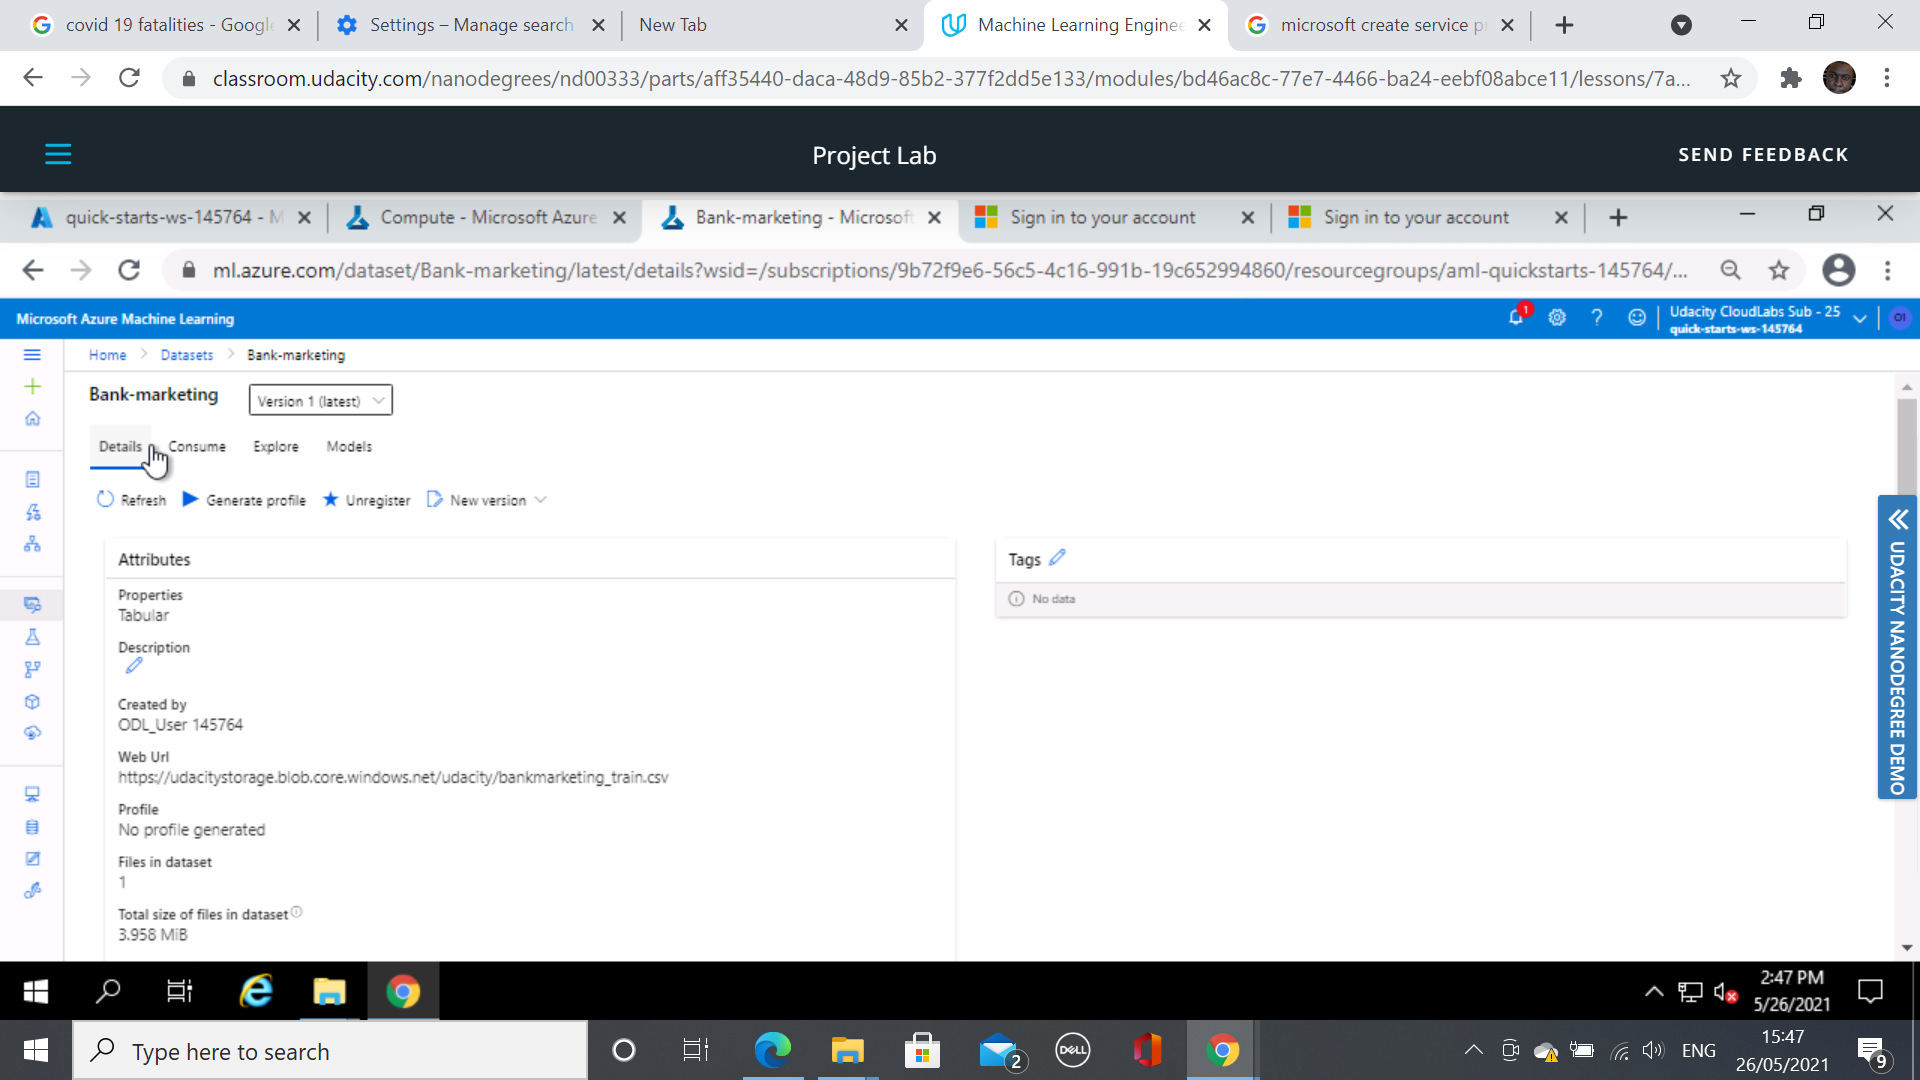 covid 19 fatalities - Google
Settings – Manage search
New Tab
Machine Learning Enginee
microsoft create service pr
classroom.udacity.com/nanodegrees/nd00333/parts/aff35440-daca-48d9-85b2-377f2dd5e133/modules/bd46ac8c-77e7-4466-ba24-eebf08abce11/lessons/7a...
Project Lab
SEND FEEDBACK
quick-starts-ws-145764 - M
Compute - Microsoft Azure
Bank-marketing - Microsoft
Sign in to your account
Sign in to your account
ml.azure.com/dataset/Bank-marketing/latest/details?wsid=/subscriptions/9b72f9e6-56c5-4c16-991b-19c652994860/resourcegroups/aml-quickstarts-145764/...
Microsoft Azure Machine Learning
1
Udacity CloudLabs Sub - 25
quick-starts-ws-145764
O1
Home > Datasets > Bank-marketing
Bank-marketing
Version 1 (latest)
Details Consume Explore Models
Refresh Generate profile Unregister New version
Attributes
Properties
Tabular
Description
Created by
ODL_User 145764
Web Url
https://udacitystorage.blob.core.windows.net/udacity/bankmarketing_train.csv
Profile
No profile generated
Files in dataset
1
Total size of files in dataset
3.958 MiB
Tags
No data
UDACITY NANODEGREE DEMO
2:47 PM
5/26/2021
Type here to search
2
DELL
ENG
15:47
26/05/2021
9